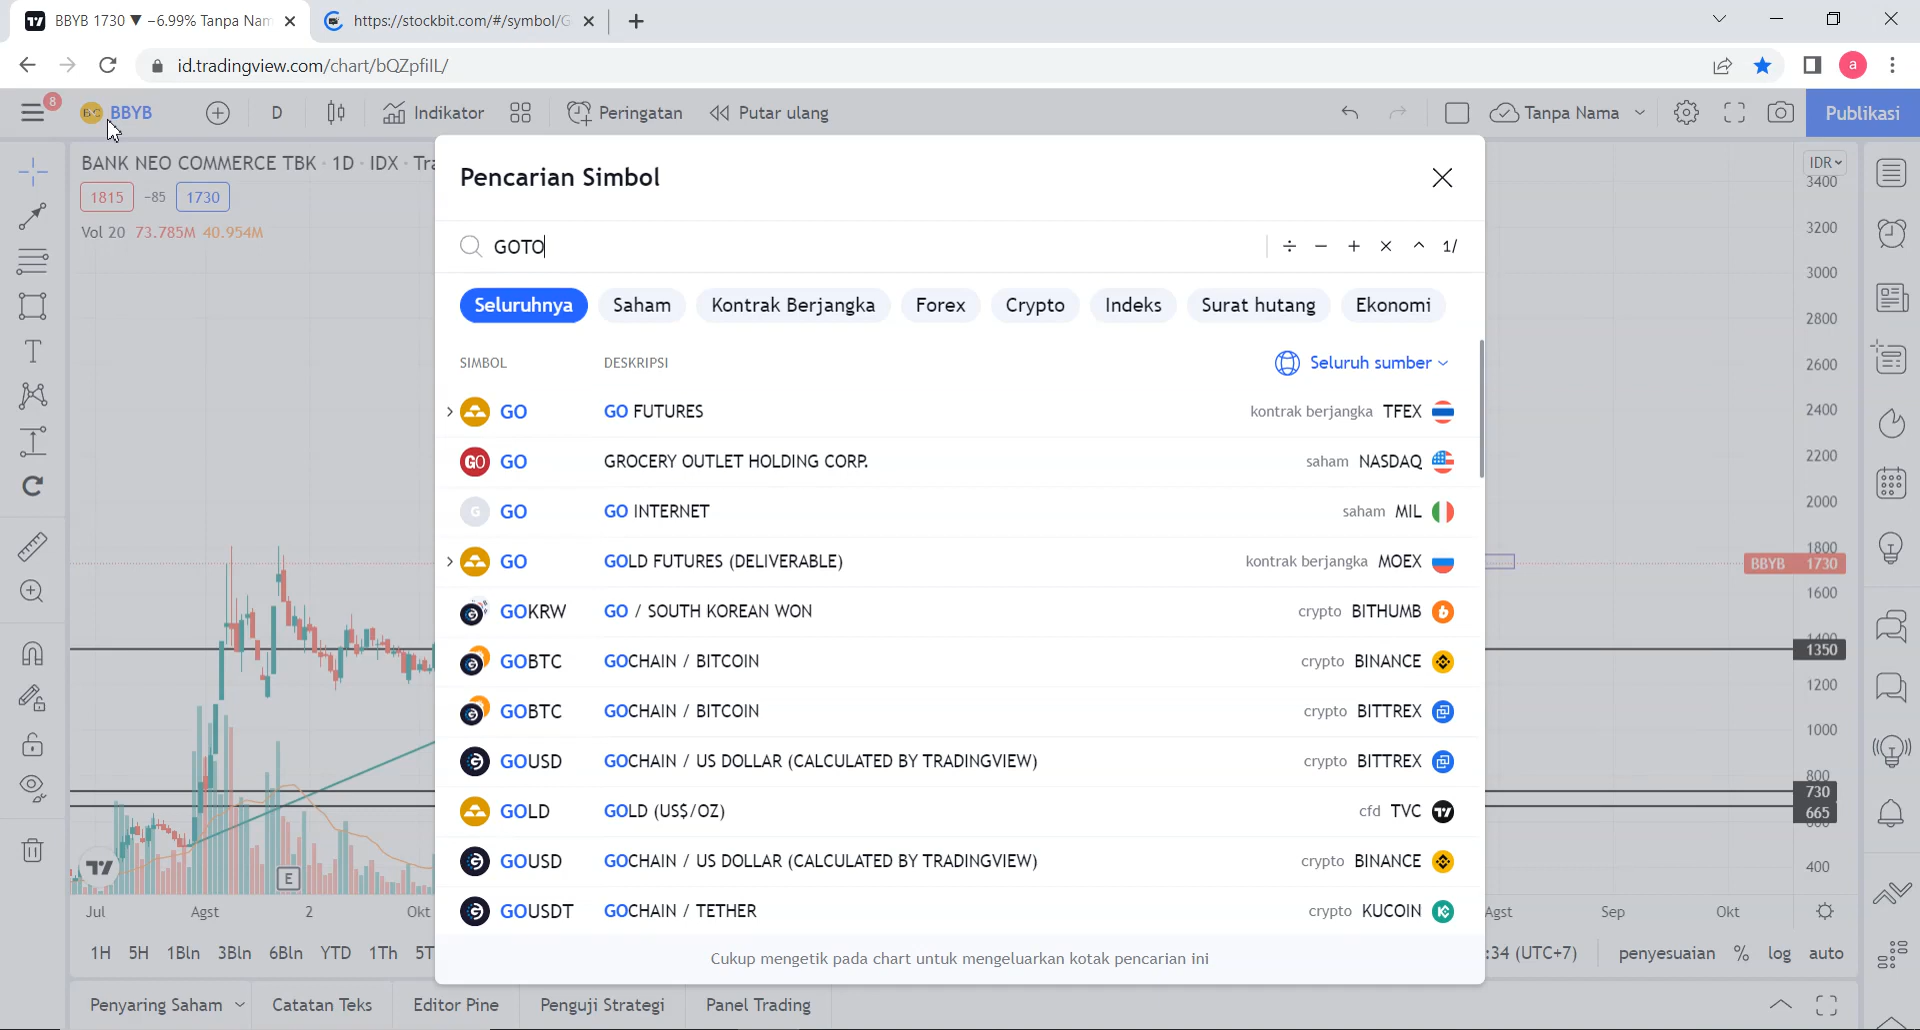 BBYB 1730 ▼ −6.99% Tanpa Nam
https://stockbit.com/#/symbol/G
id.tradingview.com/chart/bQZpfilL/
a
8
BBYB
D
Indikator
Peringatan
Putar ulang
Tanpa Nama
Publikasi
BANK NEO COMMERCE TBK · 1D · IDX · Tra
1815 -85 1730
Vol 20 73.785M 40.954M
Pencarian Simbol
GOTO
÷ − + × ^ 1/
Seluruhnya Saham Kontrak Berjangka Forex Crypto Indeks Surat hutang Ekonomi
SIMBOL DESKRIPSI Seluruh sumber
GO GO FUTURES kontrak berjangka TFEX
GO GO GROCERY OUTLET HOLDING CORP. saham NASDAQ
G GO GO INTERNET saham MIL
GO GOLD FUTURES (DELIVERABLE) kontrak berjangka MOEX
GOKRW GO / SOUTH KOREAN WON crypto BITHUMB
GOBTC GOCHAIN / BITCOIN crypto BINANCE
GOBTC GOCHAIN / BITCOIN crypto BITTREX
GOUSD GOCHAIN / US DOLLAR (CALCULATED BY TRADINGVIEW) crypto BITTREX
GOLD GOLD (US$/OZ) cfd TVC
GOUSD GOCHAIN / US DOLLAR (CALCULATED BY TRADINGVIEW) crypto BINANCE
GOUSDT GOCHAIN / TETHER crypto KUCOIN
Cukup mengetik pada chart untuk mengeluarkan kotak pencarian ini
IDR
3400
3200
3000
2800
2600
2400
2200
2000
1800
BBYB 1730
1600
1400
1350
1200
1000
800
730
665
400
E
Jul Agst 2 Okt Agst Sep Okt
1H 5H 1Bln 3Bln 6Bln YTD 1Th 5T :34 (UTC+7) penyesuaian % log auto
Penyaring Saham Catatan Teks Editor Pine Penguji Strategi Panel Trading